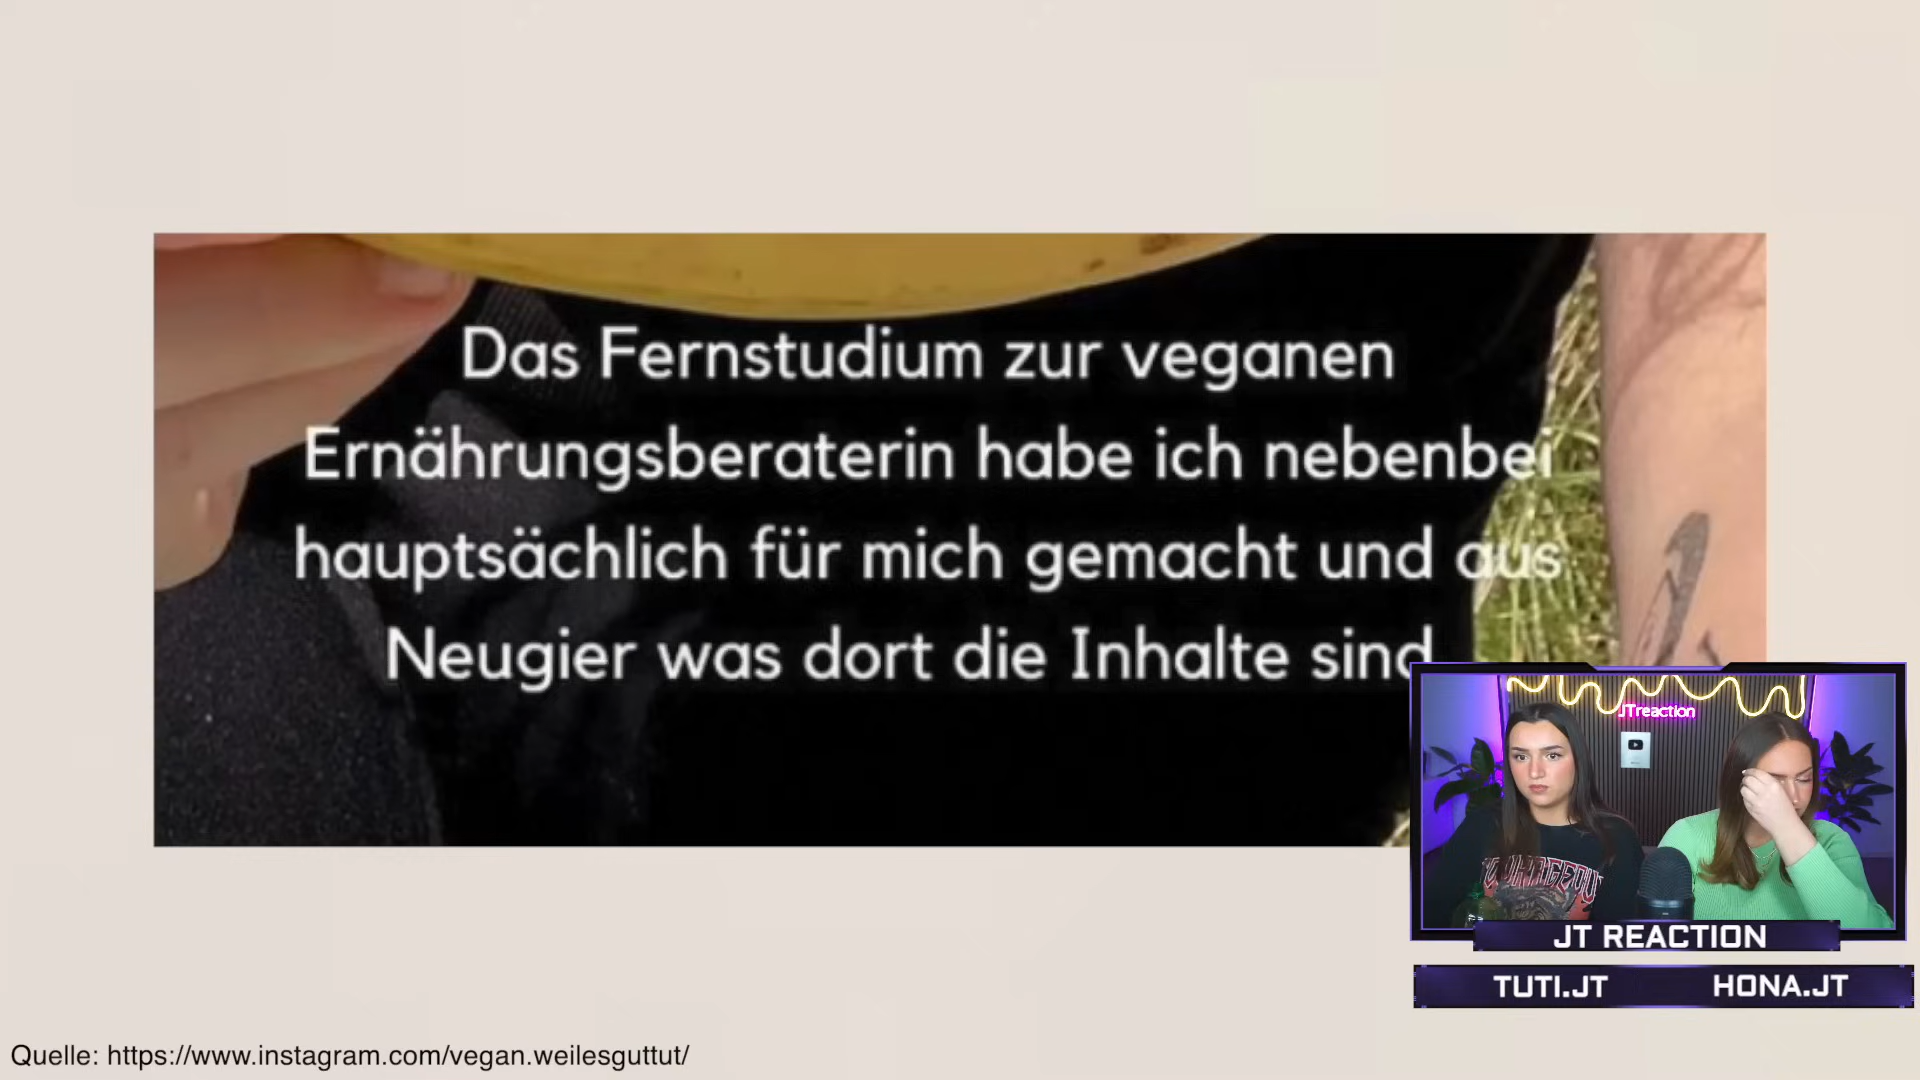 Das Fernstudium zur veganen
Ernährungsberaterin habe ich nebenbei
hauptsächlich für mich gemacht und aus
Neugier was dort die Inhalte sind
JTreaction
JT REACTION
TUTI.JT HONA.JT
Quelle: https://www.instagram.com/vegan.weilesguttut/